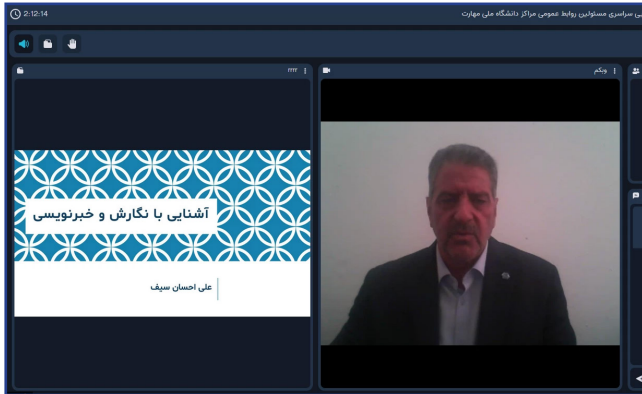 2:12:14
سراسری مسئولین روابط عمومی مراکز دانشگاه ملی مهارت
۲۲۲۲
وبکم
آشنایی با نگارش و خبرنویسی
علی احسان سیف